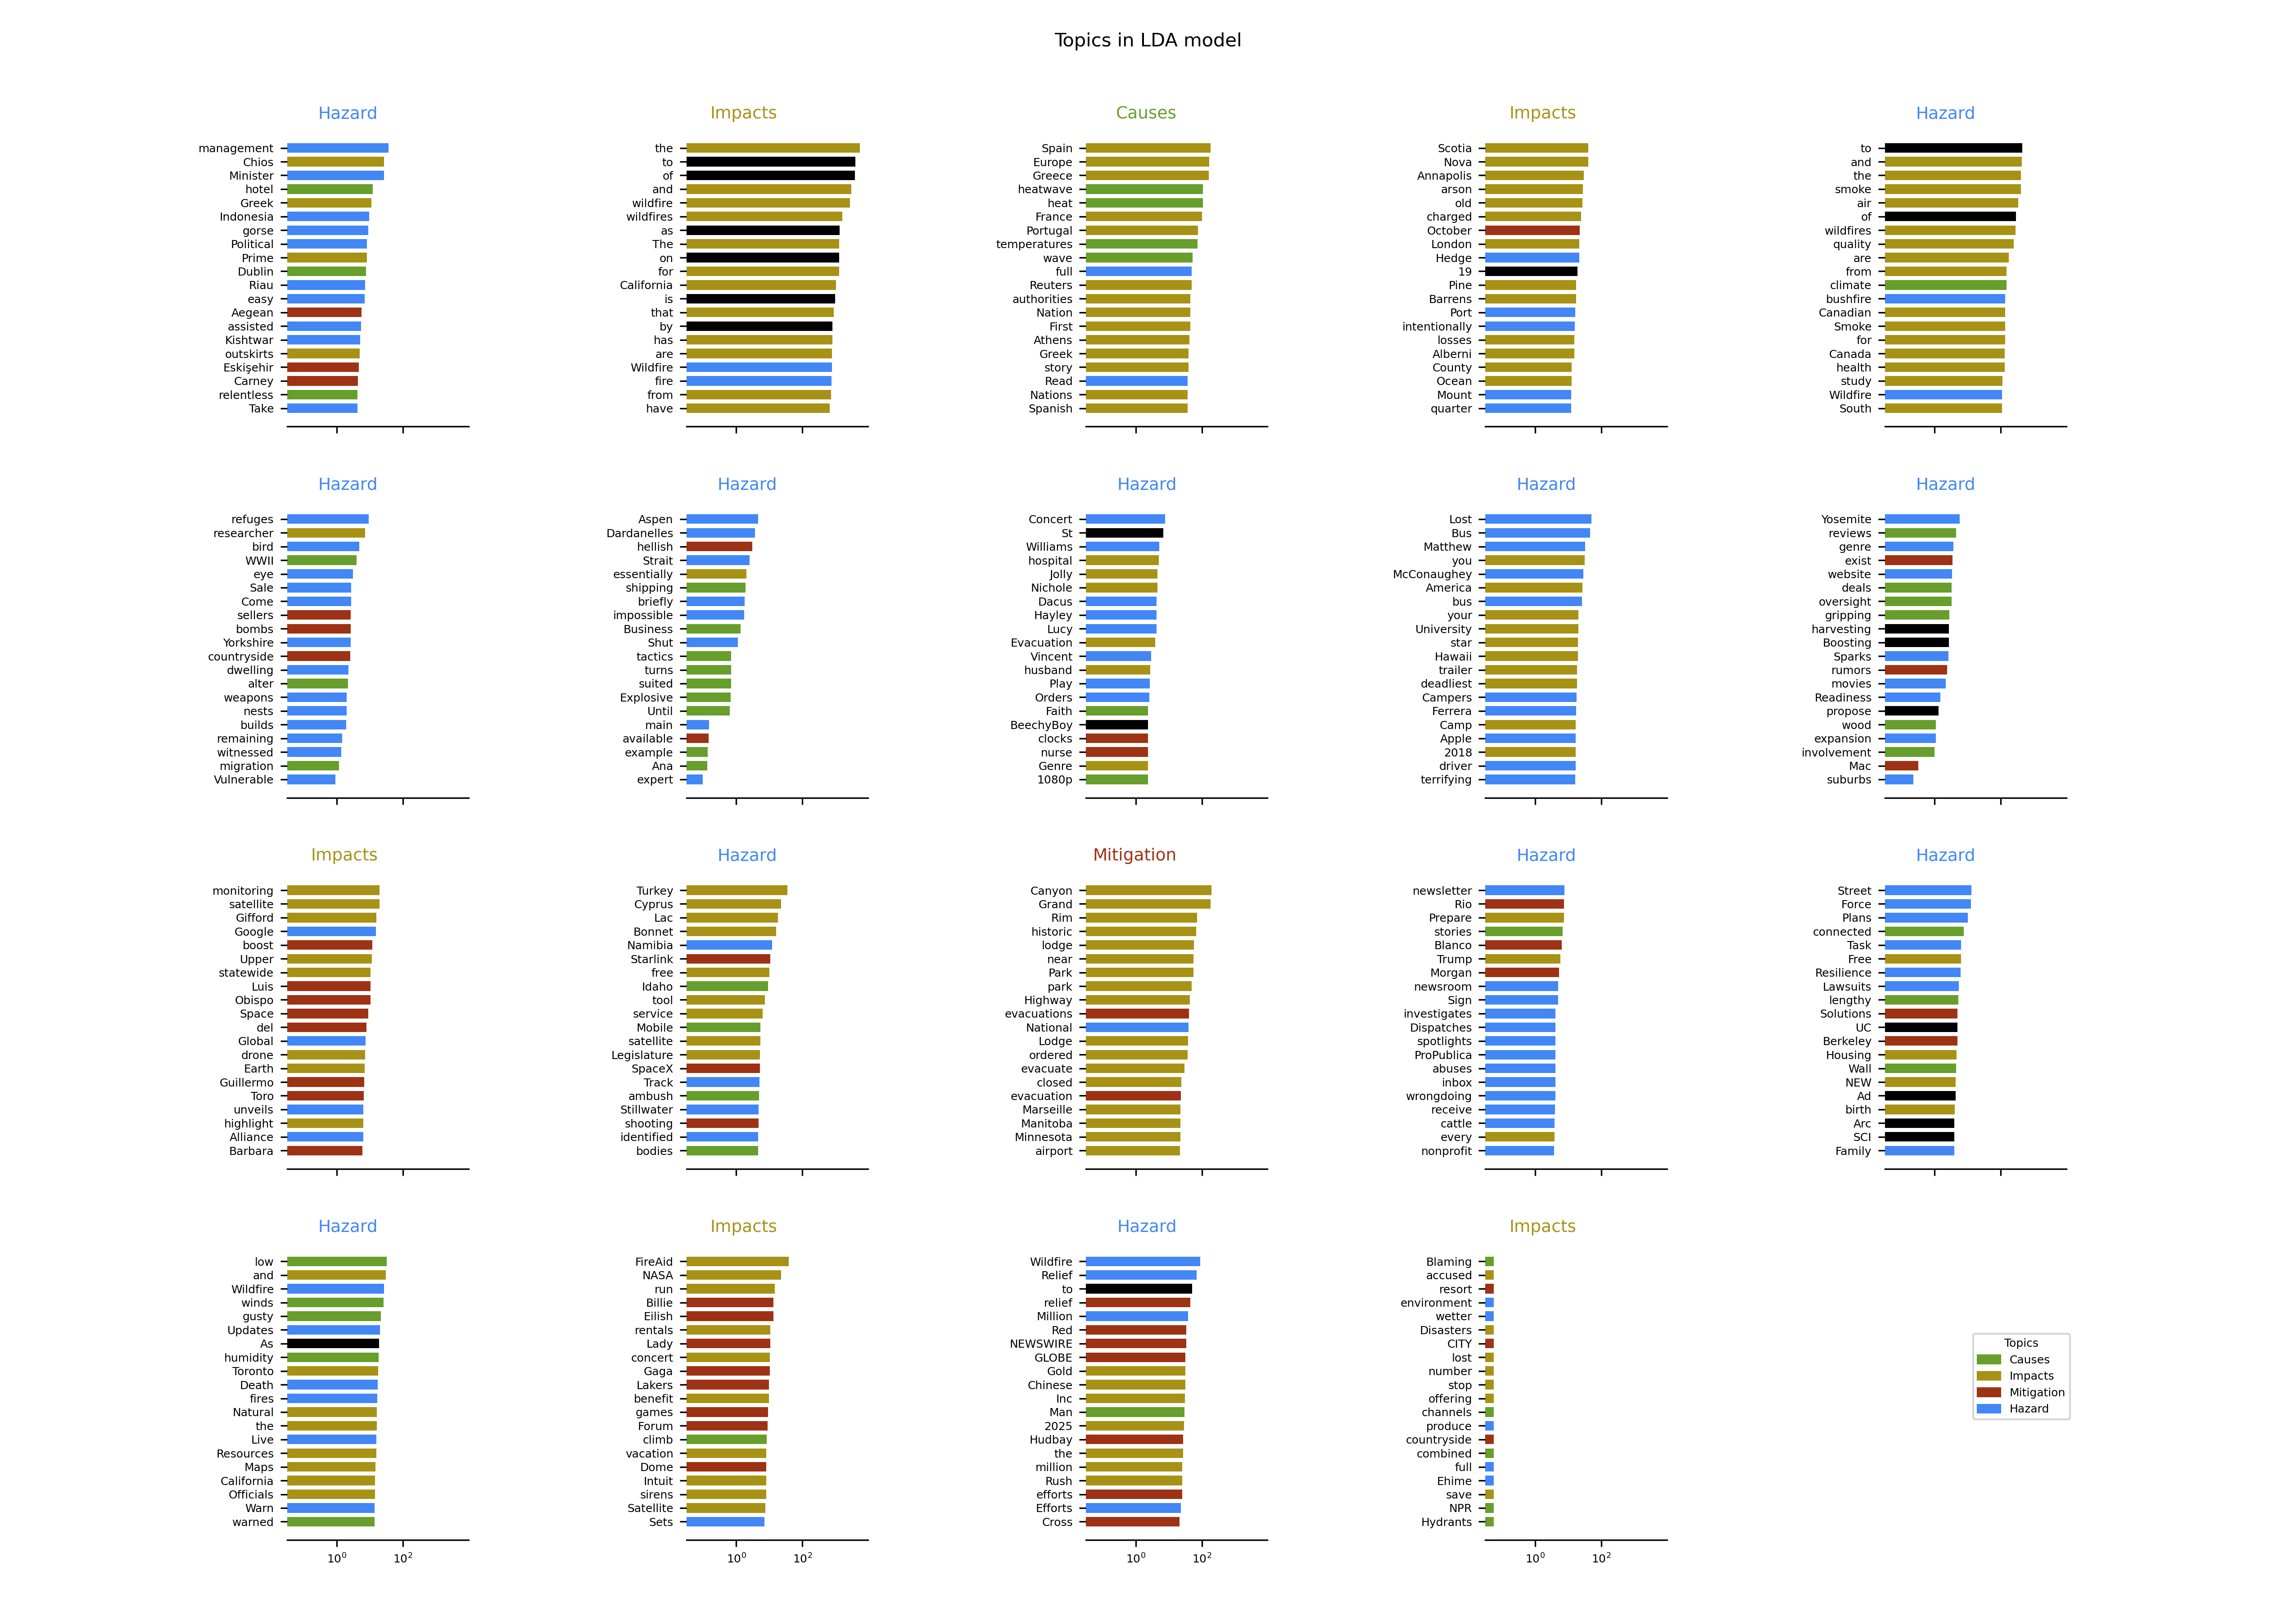 Topics in LDA model
Hazard
management
Chios
Minister
hotel
Greek
Indonesia
gorse
Political
Prime
Dublin
Riau
easy
Aegean
assisted
Kishtwar
outskirts
Eskişehir
Carney
relentless
Take
Impacts
the
to
of
and
wildfire
wildfires
as
The
on
for
California
is
that
by
has
are
Wildfire
fire
from
have
Causes
Spain
Europe
Greece
heatwave
heat
France
Portugal
temperatures
wave
full
Reuters
authorities
Nation
First
Athens
Greek
story
Read
Nations
Spanish
Impacts
Scotia
Nova
Annapolis
arson
old
charged
October
London
Hedge
19
Pine
Barrens
Port
intentionally
losses
Alberni
County
Ocean
Mount
quarter
Hazard
to
and
the
smoke
air
of
wildfires
quality
are
from
climate
bushfire
Canadian
Smoke
for
Canada
health
study
Wildfire
South
Hazard
refuges
researcher
bird
WWII
eye
Sale
Come
sellers
bombs
Yorkshire
countryside
dwelling
alter
weapons
nests
builds
remaining
witnessed
migration
Vulnerable
Hazard
Aspen
Dardanelles
hellish
Strait
essentially
shipping
briefly
impossible
Business
Shut
tactics
turns
suited
Explosive
Until
main
available
example
Ana
expert
Hazard
Concert
St
Williams
hospital
Jolly
Nichole
Dacus
Hayley
Lucy
Evacuation
Vincent
husband
Play
Orders
Faith
BeechyBoy
clocks
nurse
Genre
1080p
Hazard
Lost
Bus
Matthew
you
McConaughey
America
bus
your
University
star
Hawaii
trailer
deadliest
Campers
Ferrera
Camp
Apple
2018
driver
terrifying
Hazard
Yosemite
reviews
genre
exist
website
deals
oversight
gripping
harvesting
Boosting
Sparks
rumors
movies
Readiness
propose
wood
expansion
involvement
Mac
suburbs
Impacts
monitoring
satellite
Gifford
Google
boost
Upper
statewide
Luis
Obispo
Space
del
Global
drone
Earth
Guillermo
Toro
unveils
highlight
Alliance
Barbara
Hazard
Turkey
Cyprus
Lac
Bonnet
Namibia
Starlink
free
Idaho
tool
service
Mobile
satellite
Legislature
SpaceX
Track
ambush
Stillwater
shooting
identified
bodies
Mitigation
Canyon
Grand
Rim
historic
lodge
near
Park
park
Highway
evacuations
National
Lodge
ordered
evacuate
closed
evacuation
Marseille
Manitoba
Minnesota
airport
Hazard
newsletter
Rio
Prepare
stories
Blanco
Trump
Morgan
newsroom
Sign
investigates
Dispatches
spotlights
ProPublica
abuses
inbox
wrongdoing
receive
cattle
every
nonprofit
Hazard
Street
Force
Plans
connected
Task
Free
Resilience
Lawsuits
lengthy
Solutions
UC
Berkeley
Housing
Wall
NEW
Ad
birth
Arc
SCI
Family
Hazard
low
and
Wildfire
winds
gusty
Updates
As
humidity
Toronto
Death
fires
Natural
the
Live
Resources
Maps
California
Officials
Warn
warned
10⁰ 10²
Impacts
FireAid
NASA
run
Billie
Eilish
rentals
Lady
concert
Gaga
Lakers
benefit
games
Forum
climb
vacation
Dome
Intuit
sirens
Satellite
Sets
10⁰ 10²
Hazard
Wildfire
Relief
to
relief
Million
Red
NEWSWIRE
GLOBE
Gold
Chinese
Inc
Man
2025
Hudbay
the
million
Rush
efforts
Efforts
Cross
10⁰ 10²
Impacts
Blaming
accused
resort
environment
wetter
Disasters
CITY
lost
number
stop
offering
channels
produce
countryside
combined
full
Ehime
save
NPR
Hydrants
10⁰ 10²
Topics
Causes
Impacts
Mitigation
Hazard